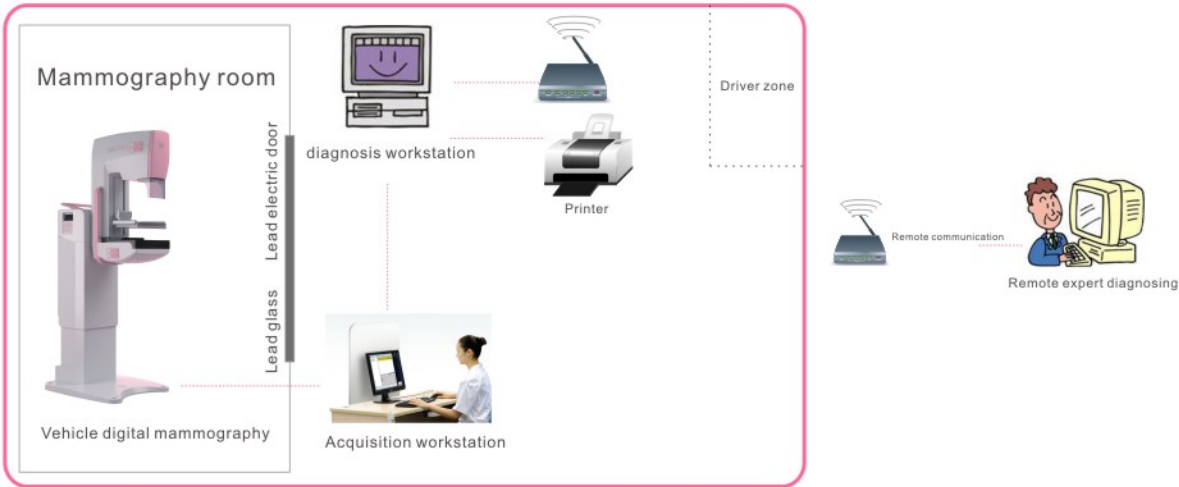 Mammography room
Lead electric door
Lead glass
Vehicle digital mammography
diagnosis workstation
Printer
Acquisition workstation
Driver zone
Remote communication
Remote expert diagnosing